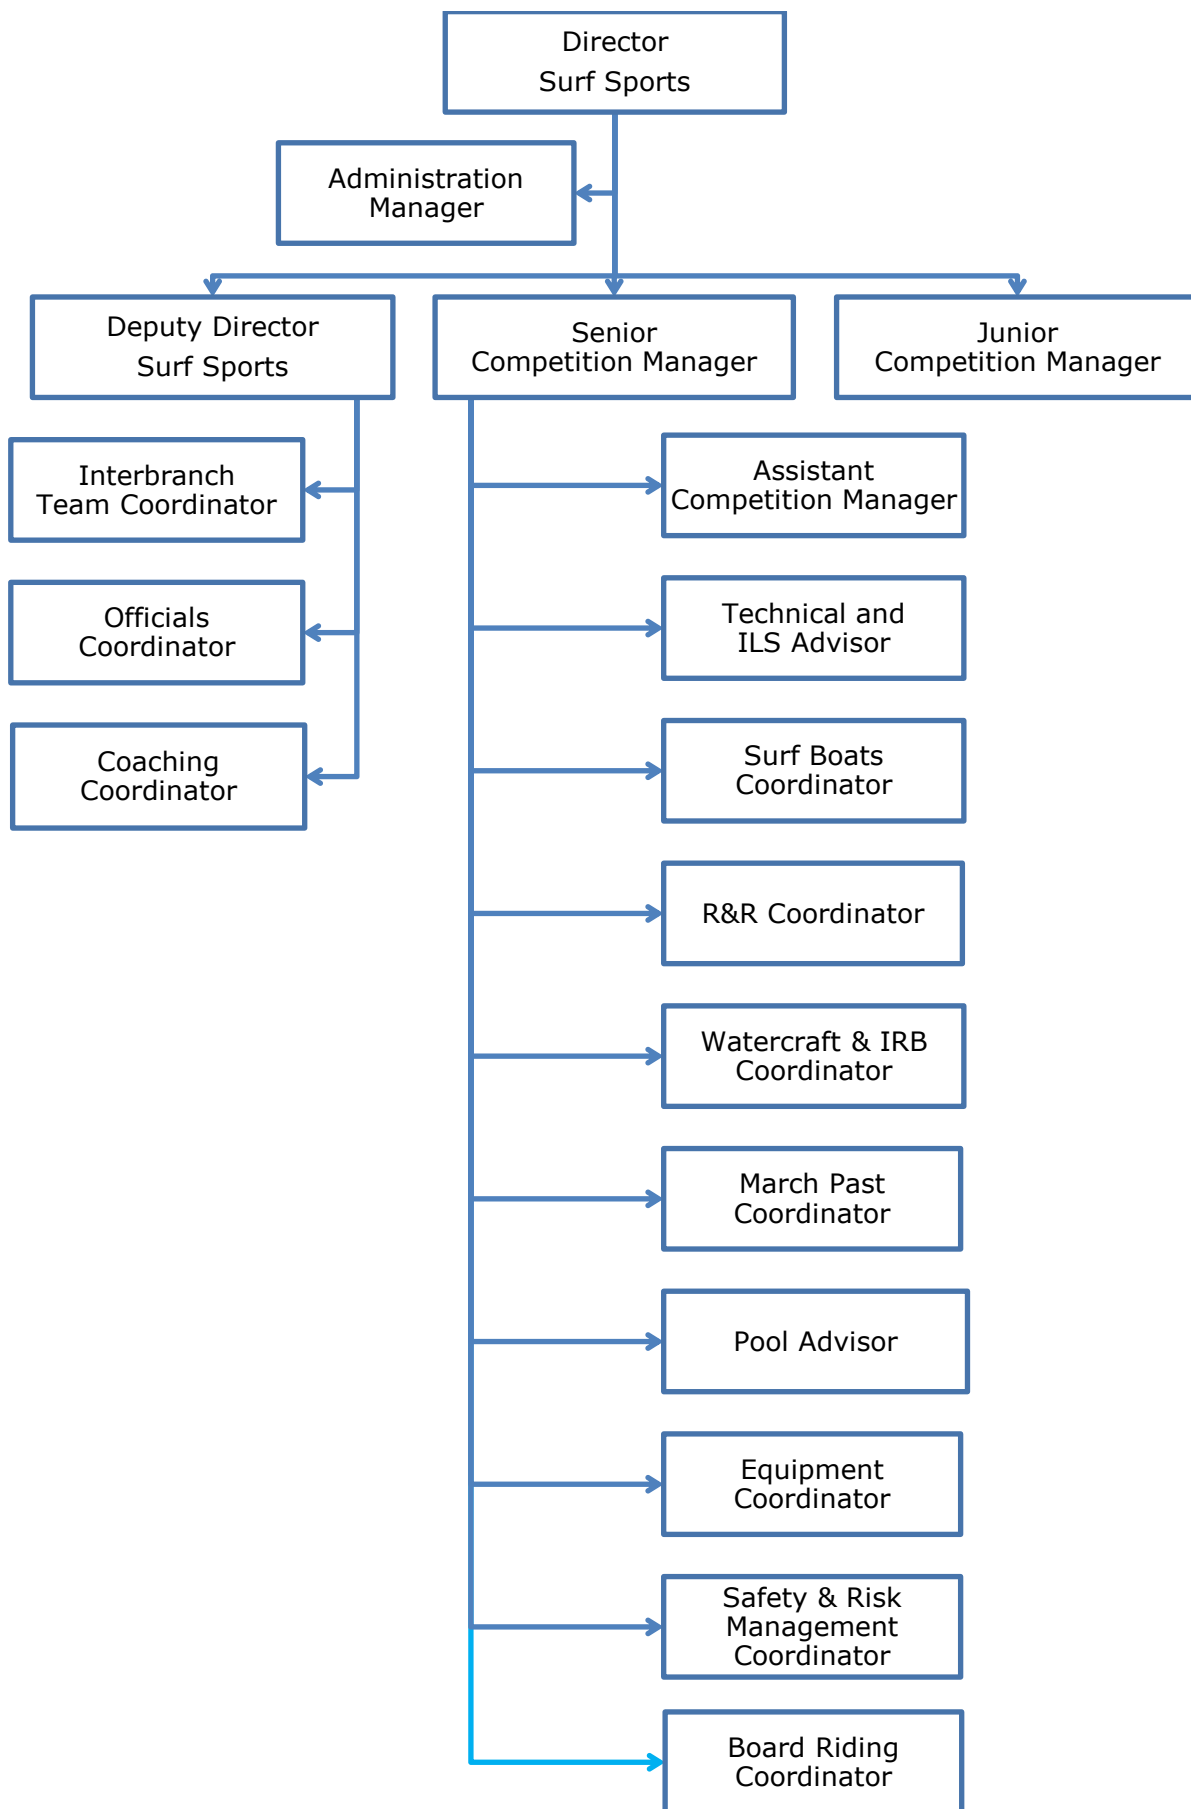 Director
Surf Sports
Administration
Manager
Deputy Director
Surf Sports
Senior
Competition Manager
Junior
Competition Manager
Interbranch
Team Coordinator
Officials
Coordinator
Coaching
Coordinator
Assistant
Competition Manager
Technical and
ILS Advisor
Surf Boats
Coordinator
R&R Coordinator
Watercraft & IRB
Coordinator
March Past
Coordinator
Pool Advisor
Equipment
Coordinator
Safety & Risk
Management
Coordinator
Board Riding
Coordinator